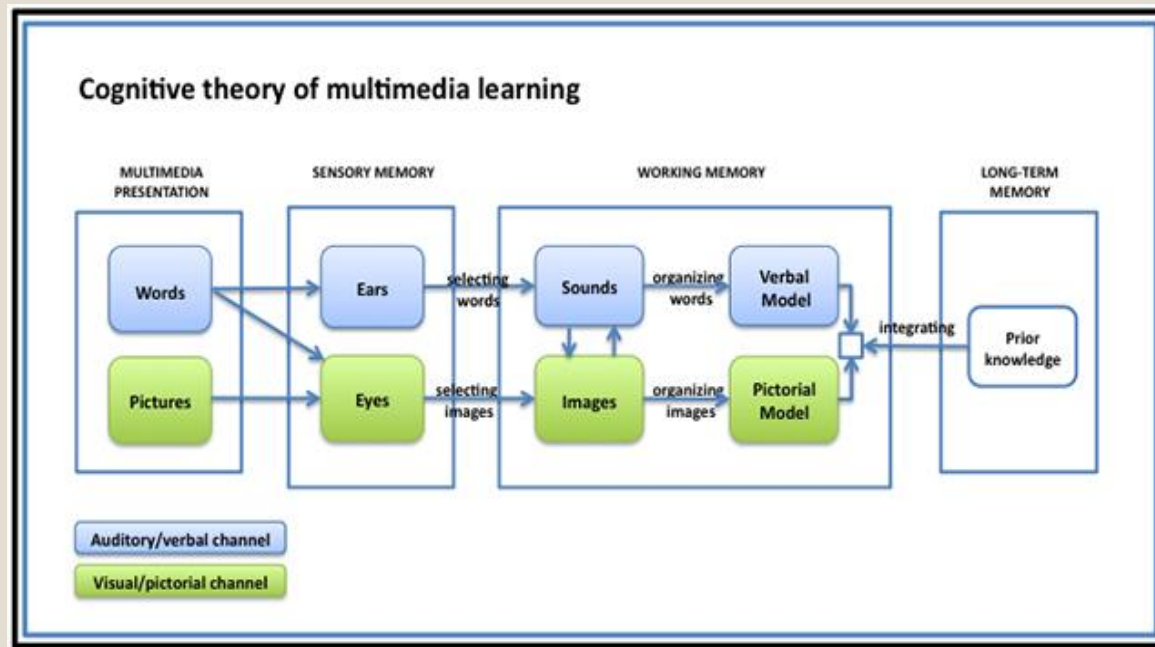 Cognitive theory of multimedia learning
MULTIMEDIA
PRESENTATION
SENSORY MEMORY
WORKING MEMORY
LONG-TERM
MEMORY
Words
Ears
selecting
words
Sounds
organizing
words
Verbal
Model
integrating
Prior
knowledge
Pictures
Eyes
selecting
images
Images
organizing
images
Pictorial
Model
Auditory/verbal channel
Visual/pictorial channel